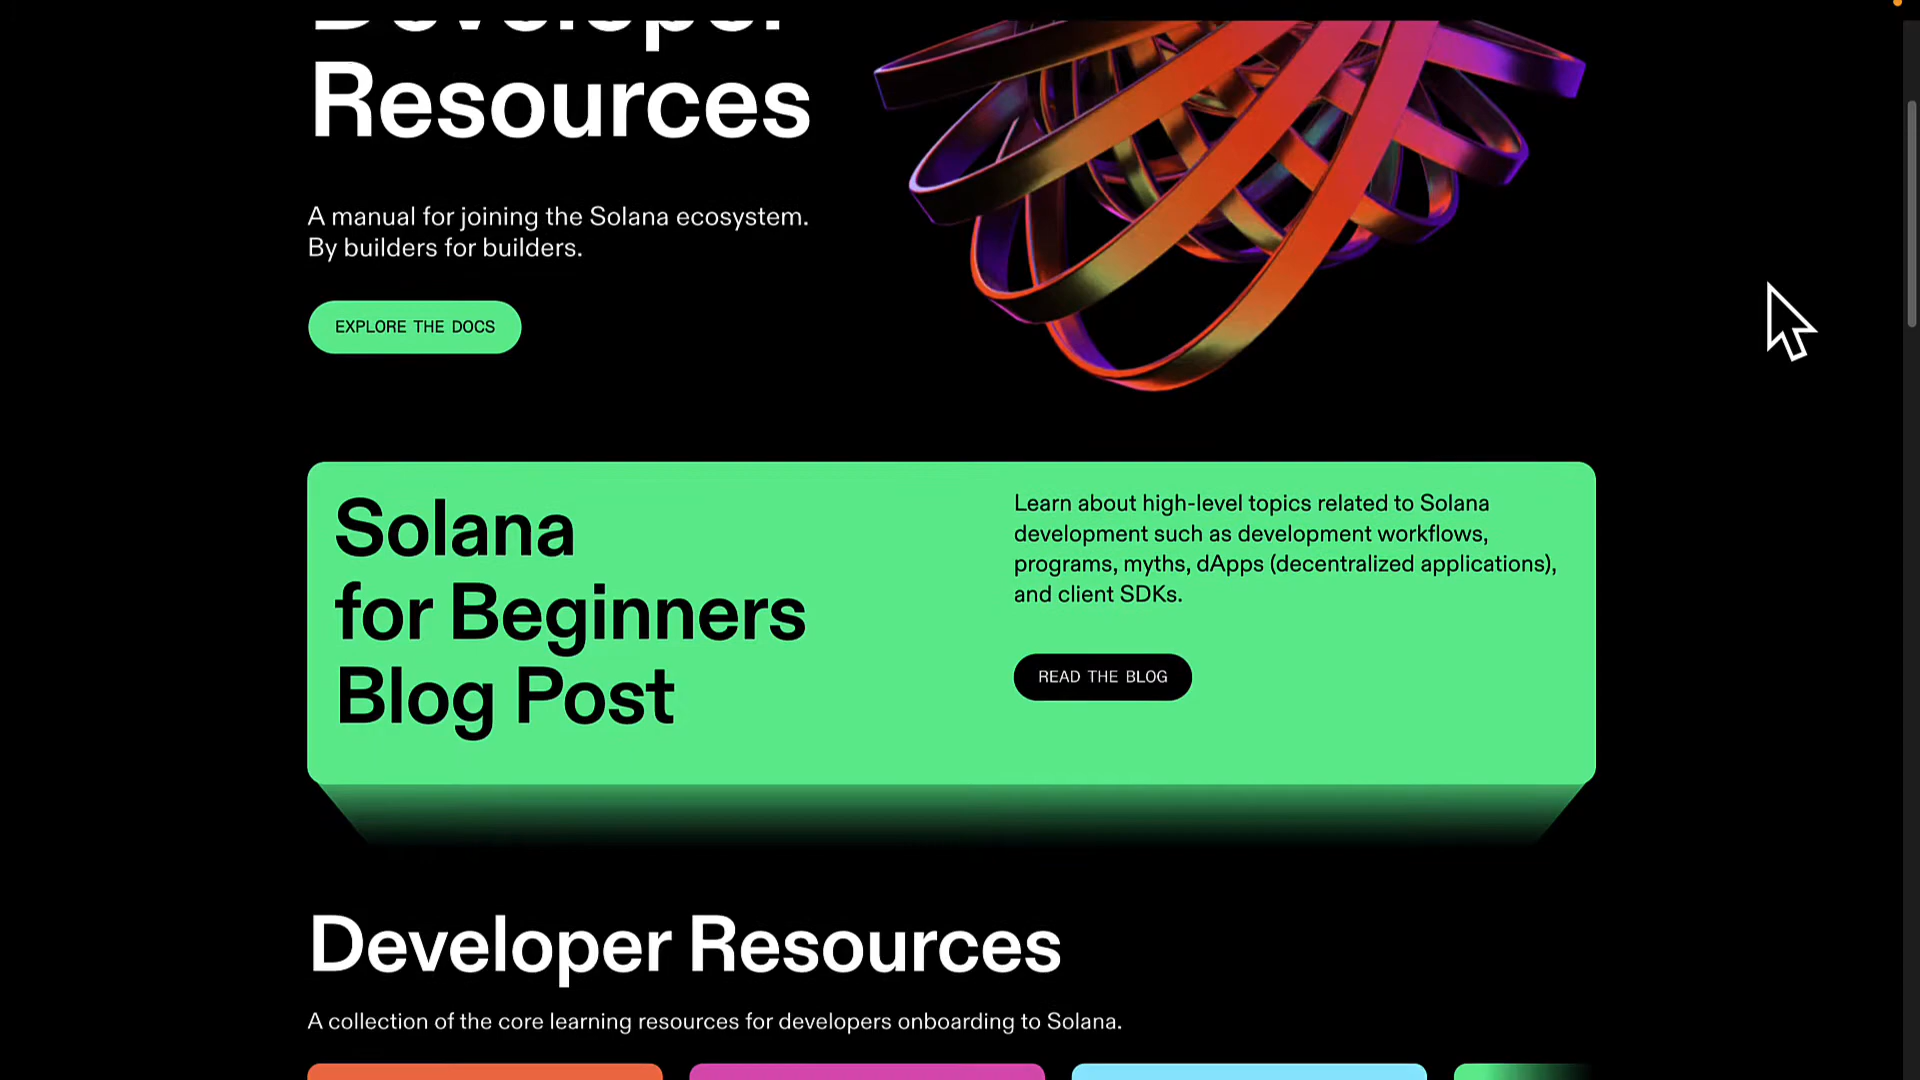 Developer
Resources
A manual for joining the Solana ecosystem.
By builders for builders.
EXPLORE THE DOCS
Solana
for Beginners
Blog Post
Learn about high-level topics related to Solana
development such as development workflows,
programs, myths, dApps (decentralized applications),
and client SDKs.
READ THE BLOG
Developer Resources
A collection of the core learning resources for developers onboarding to Solana.